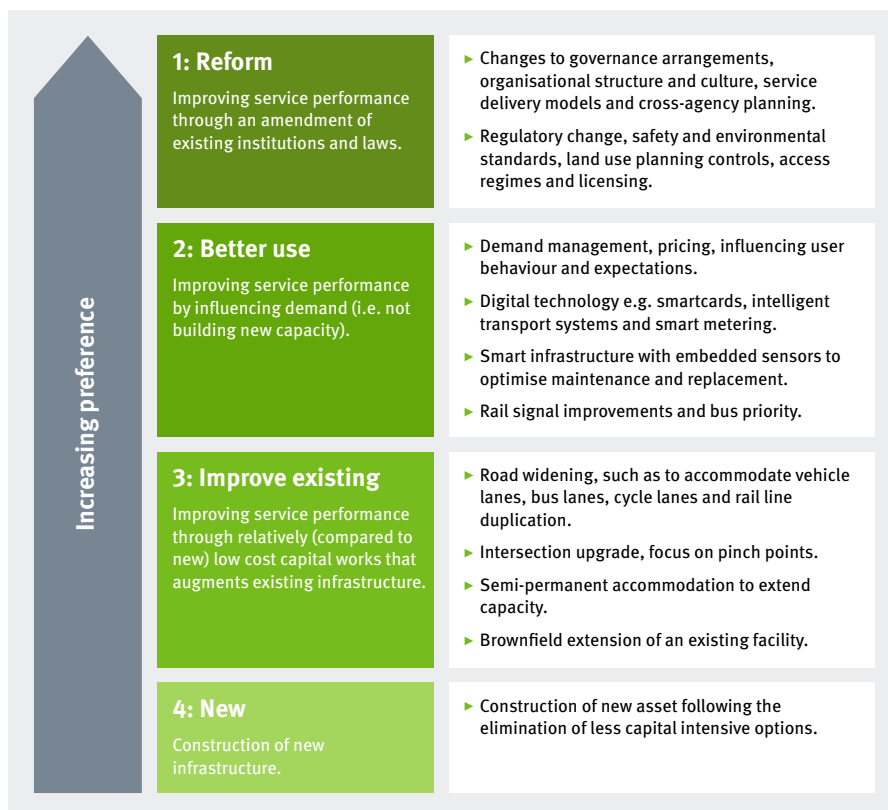 Increasing preference
1: Reform
Improving service performance
through an amendment of
existing institutions and laws.
► Changes to governance arrangements,
organisational structure and culture, service
delivery models and cross-agency planning.
► Regulatory change, safety and environmental
standards, land use planning controls, access
regimes and licensing.
2: Better use
Improving service performance
by influencing demand (i.e. not
building new capacity).
► Demand management, pricing, influencing user
behaviour and expectations.
► Digital technology e.g. smartcards, intelligent
transport systems and smart metering.
► Smart infrastructure with embedded sensors to
optimise maintenance and replacement.
► Rail signal improvements and bus priority.
3: Improve existing
Improving service performance
through relatively (compared to
new) low cost capital works that
augments existing infrastructure.
► Road widening, such as to accommodate vehicle
lanes, bus lanes, cycle lanes and rail line
duplication.
► Intersection upgrade, focus on pinch points.
► Semi-permanent accommodation to extend
capacity.
► Brownfield extension of an existing facility.
4: New
Construction of new
infrastructure.
► Construction of new asset following the
elimination of less capital intensive options.